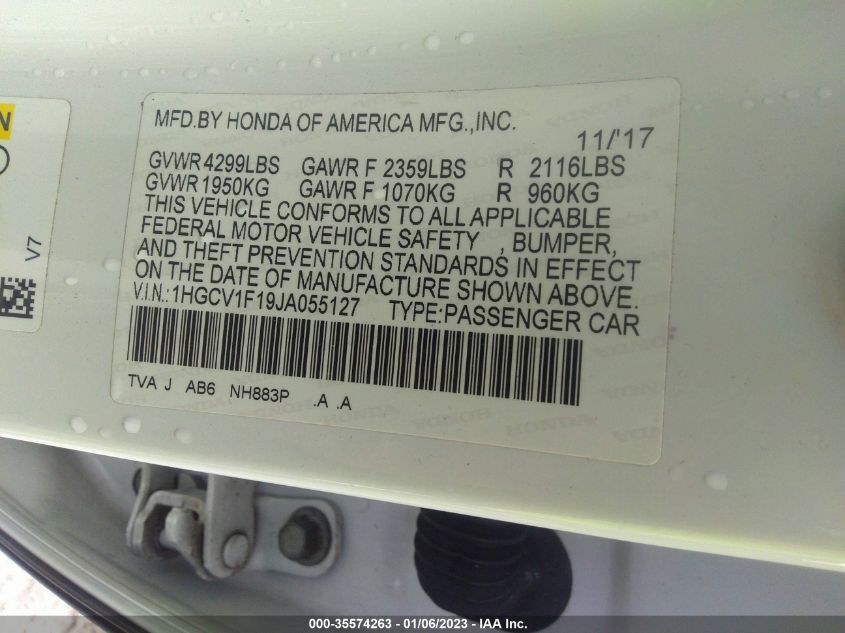 N
V7
MFD.BY HONDA OF AMERICA MFG.,INC.
11/'17
GVWR 4299LBS GAWR F 2359LBS R 2116LBS
GVWR 1950KG GAWR F 1070KG R 960KG
THIS VEHICLE CONFORMS TO ALL APPLICABLE
FEDERAL MOTOR VEHICLE SAFETY , BUMPER,
AND THEFT PREVENTION STANDARDS IN EFFECT
ON THE DATE OF MANUFACTURE SHOWN ABOVE.
V.I.N.:1HGCV1F19JA055127 TYPE:PASSENGER CAR
TVA J AB6 NH883P .A .A
HONDA HONDA HONDA
000-35574263 - 01/06/2023 - IAA Inc.